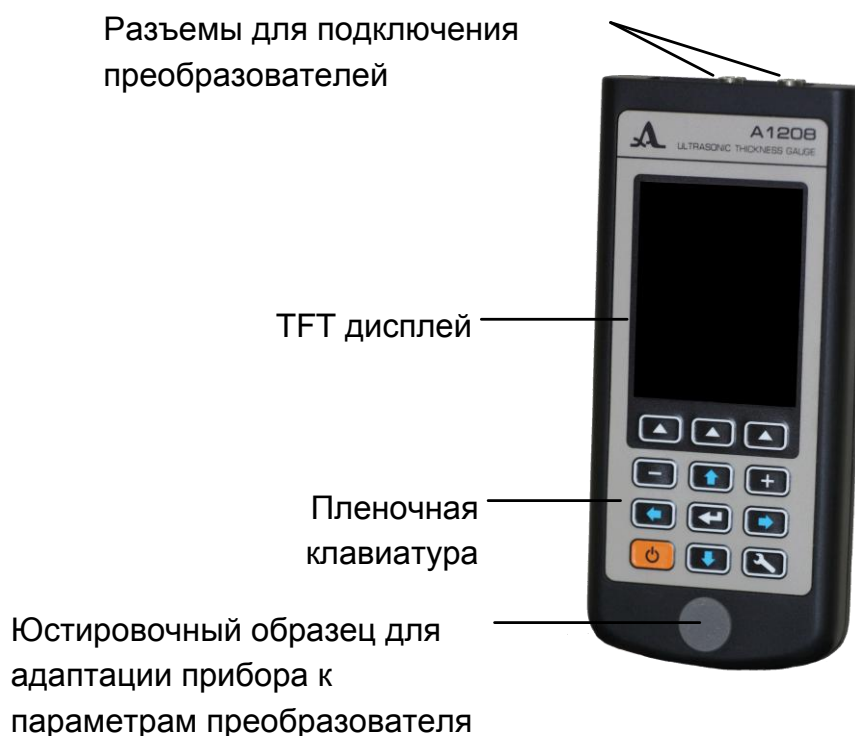 Разъемы для подключения
преобразователей
A1208
ULTRASONIC THICKNESS GAUGE
TFT дисплей
Пленочная
клавиатура
Юстировочный образец для
адаптации прибора к
параметрам преобразователя